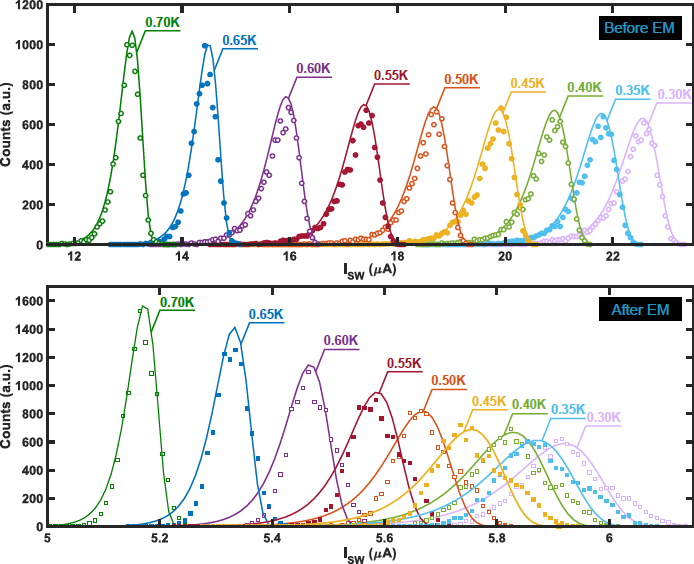 1200
1000
800
600
400
200
0
Counts (a.u.)
0.70K
0.65K
0.60K
0.55K
0.50K
0.45K
0.40K
0.35K
0.30K
Before EM
12 14 16 18 20 22
I_SW (μA)
1600
1400
1200
1000
800
600
400
200
0
Counts (a.u.)
0.70K
0.65K
0.60K
0.55K
0.50K
0.45K
0.40K
0.35K
0.30K
After EM
5 5.2 5.4 5.6 5.8 6
I_SW (μA)